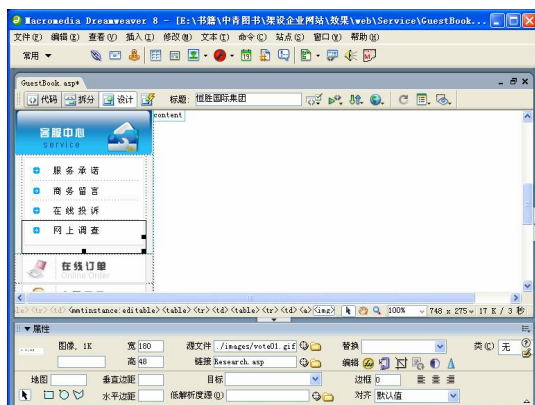 Macromedia Dreamweaver 8 - [E:\书籍\中青图书\架设企业网站\效果\web\Service\GuestBook...
文件(F) 编辑(E) 查看(V) 插入(I) 修改(M) 文本(T) 命令(C) 站点(S) 窗口(W) 帮助(H)
常用
GuestBook.asp*
代码 拆分 设计 标题: 恒胜国际集团
content
客服中心
service
服务承诺
商务留言
在线投诉
网上调查
在线订单
Online Order
<tr> <td> <mmtinstance:editable> <table> <tr> <td> <table> <tr> <td> <a> <img> 100% 748 x 275 17 K / 3 秒
属性
图像, 1K 宽 180 源文件 ./images/vote01.gif 替换 类(C) 无
高 48 链接 Research.asp 编辑
地图 垂直边距 目标 边框 0
水平边距 低解析度源(O) 对齐 默认值